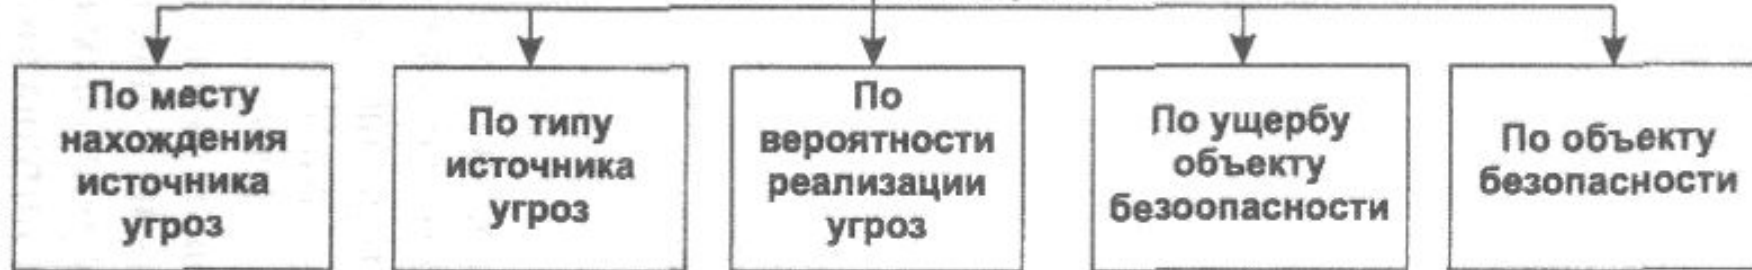 По месту
нахождения
источника
угроз
По типу
источника
угроз
По
вероятности
реализации
угроз
По ущербу
объекту
безоопасности
По объекту
безопасности